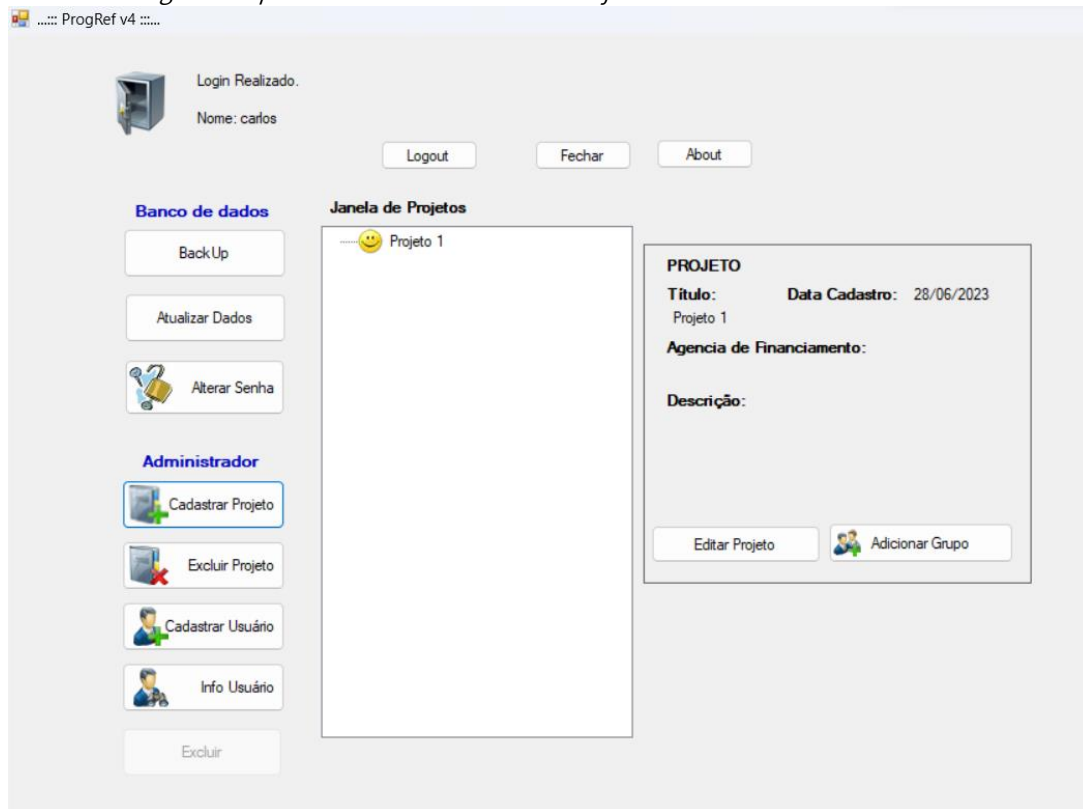 ...::: ProgRef v4 :::...
Login Realizado.
Nome: carlos
Logout
Fechar
About
Banco de dados
BackUp
Atualizar Dados
Alterar Senha
Administrador
Cadastrar Projeto
Excluir Projeto
Cadastrar Usuário
Info Usuário
Excluir
Janela de Projetos
Projeto 1
PROJETO
Título: Data Cadastro: 28/06/2023
Projeto 1
Agencia de Financiamento:
Descrição:
Editar Projeto
Adicionar Grupo